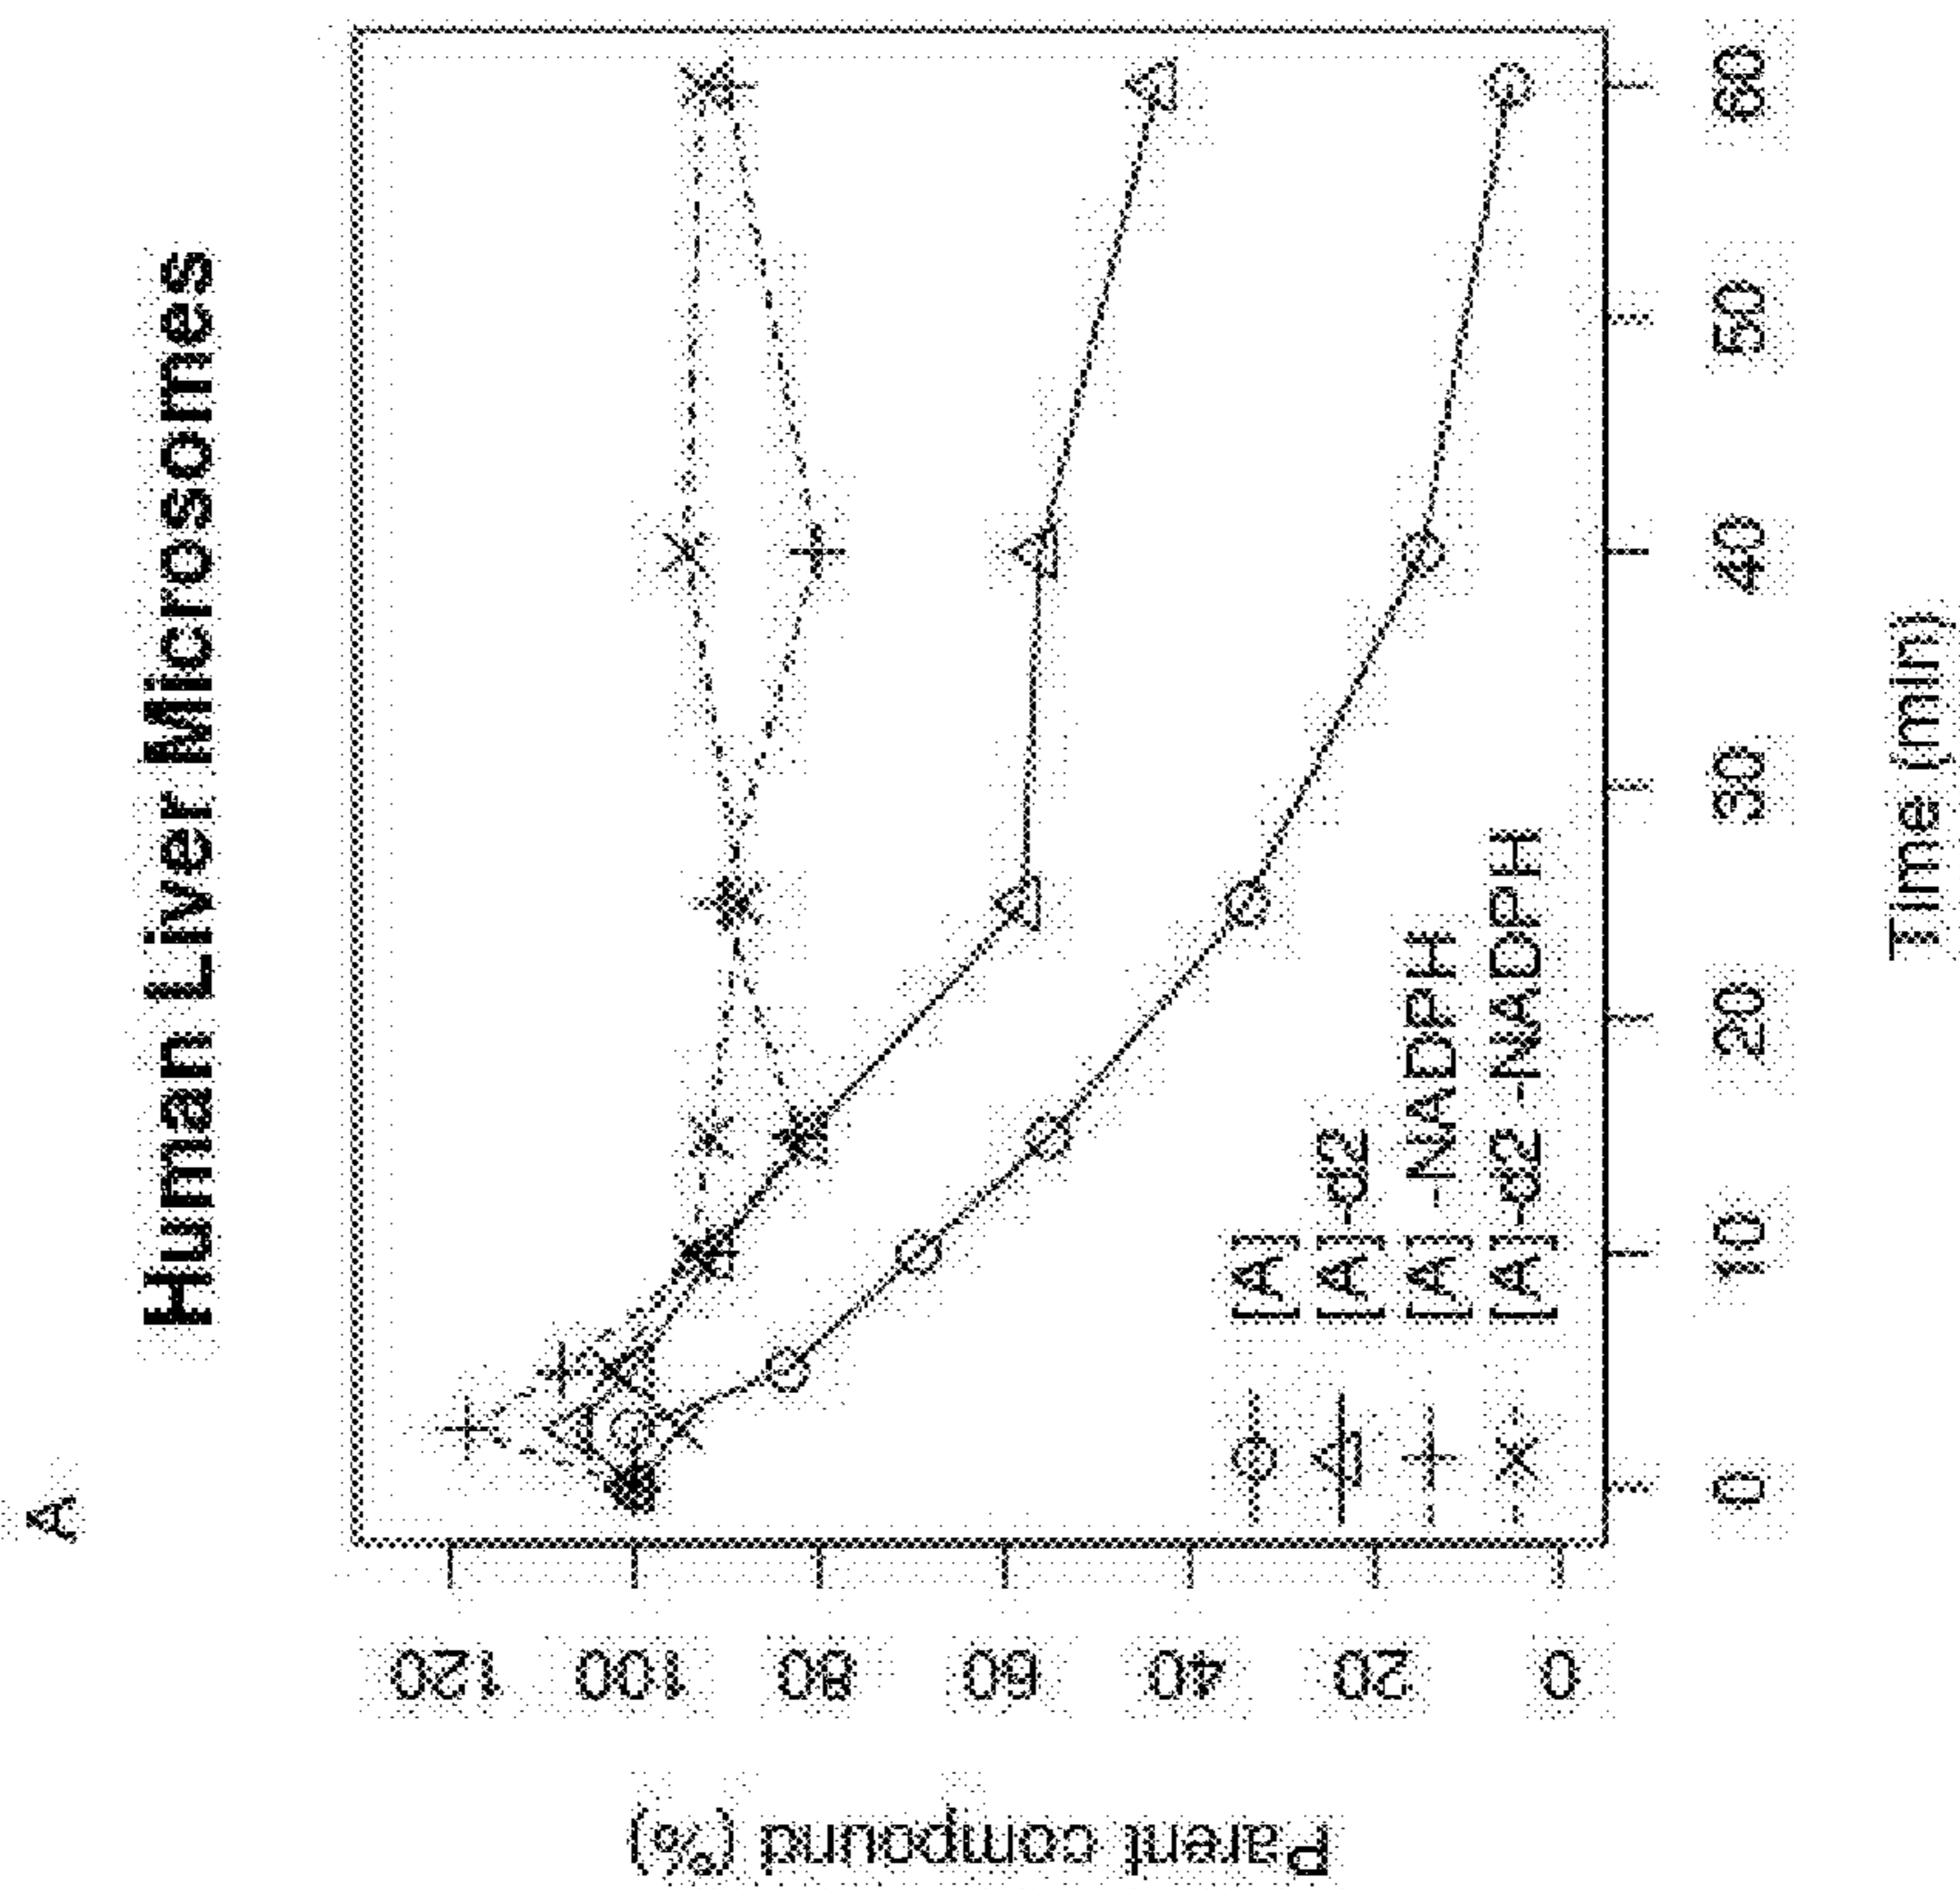 A
Human Liver Microsomes
Parent compound (%)
120
100
80
60
40
20
0
[A]
[A]-d2
[A] -NADPH
[A]-d2 -NADPH
0
10
20
30
40
50
60
Time (min)